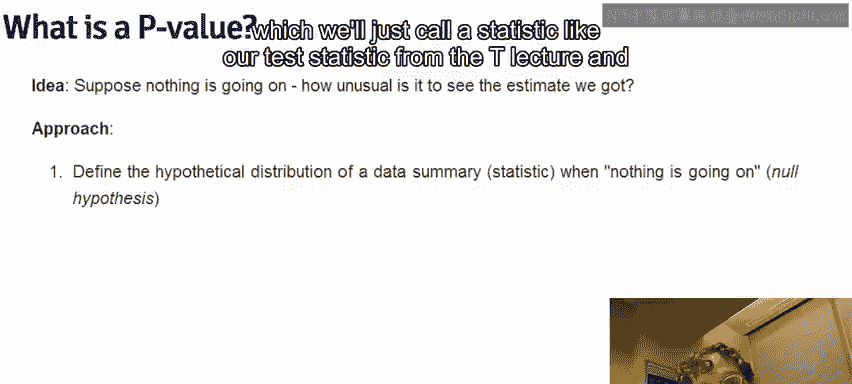 What is a P-value?
which we'll just call a statistic like
our test statistic from the T lecture and
Idea: Suppose nothing is going on - how unusual is it to see the estimate we got?
Approach:
1. Define the hypothetical distribution of a data summary (statistic) when "nothing is going on" (null
hypothesis)